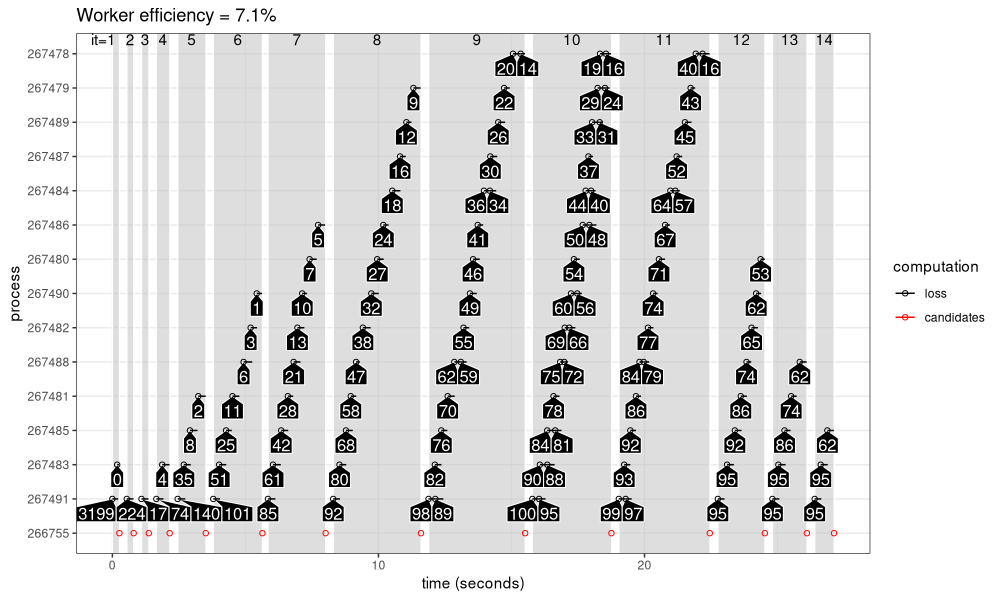 Worker efficiency = 7.1%
it=1 2 3 4 5 6 7 8 9 10 11 12 13 14
267478 20 14 19 16 40 16
267479 9 22 29 24 43
267489 12 26 33 31 45
267487 16 30 37 52
267484 18 36 34 44 40 64 57
267486 5 24 41 50 48 67
267480 7 27 46 54 71 53
267490 1 10 32 49 60 56 74 62
267482 3 13 38 55 69 66 77 65
267488 6 21 47 62 59 75 72 84 79 74 62
267481 2 11 28 58 70 78 86 86 74
267485 8 25 42 68 76 84 81 92 92 86 62
267483 0 4 35 51 61 80 82 90 88 93 95 95 95
267491 3199 224 17 74 140 101 85 92 98 89 100 95 99 97 95 95 95
266755
0 10 20
time (seconds)
process
computation
loss
candidates